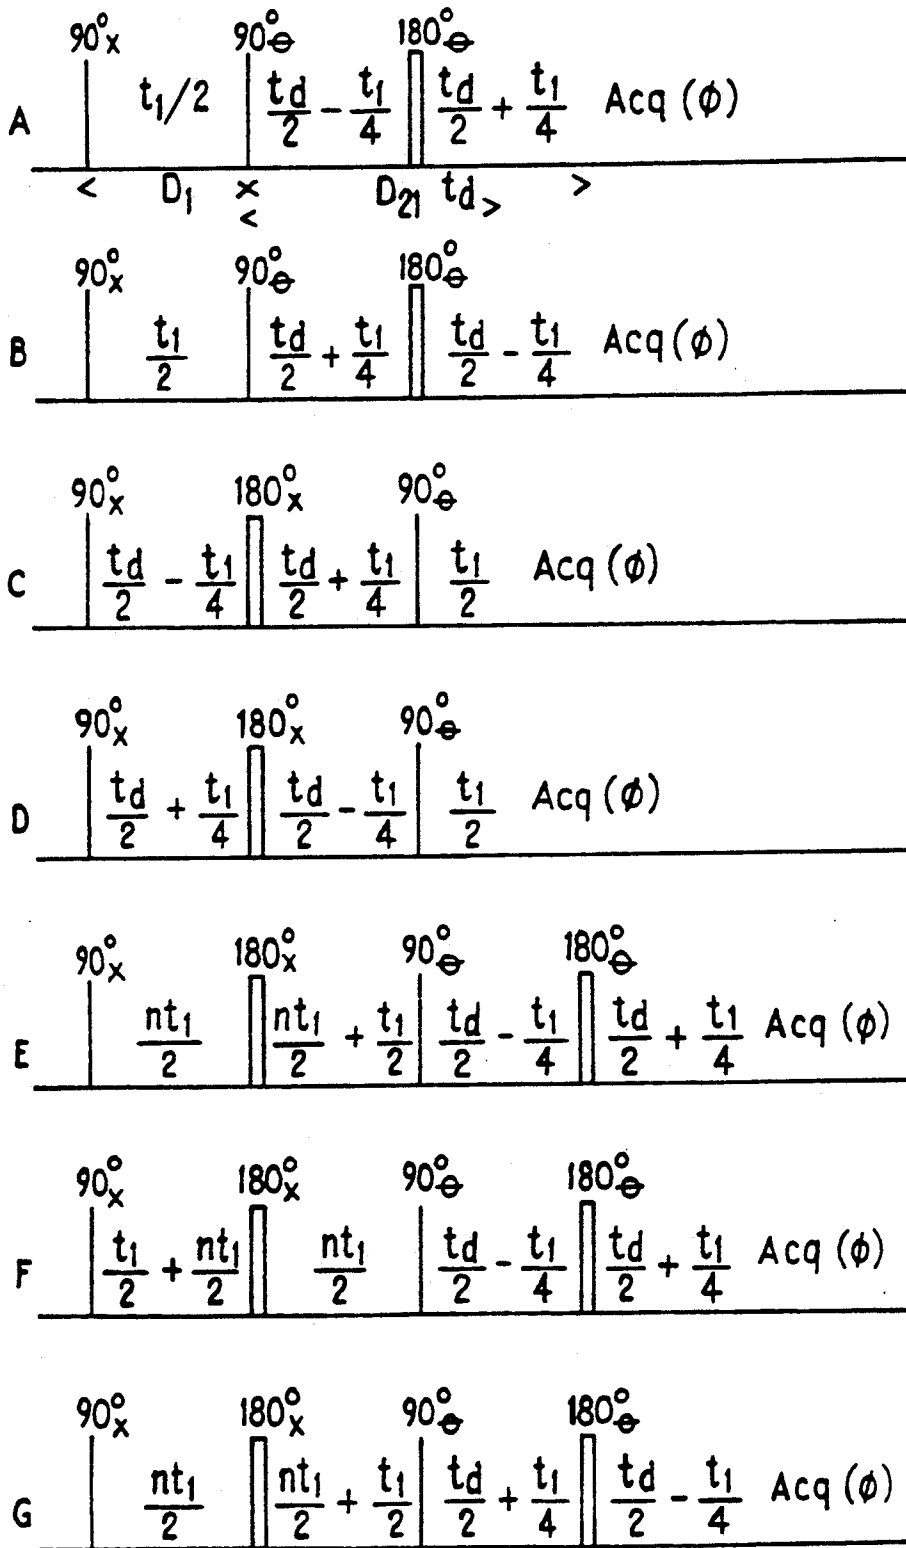 90°x 90°ϴ 180°ϴ
A t1/2 td/2 - t1/4 td/2 + t1/4 Acq (ϕ)
< D1 x < D21 td > >
90°x 90°ϴ 180°ϴ
B t1/2 td/2 + t1/4 td/2 - t1/4 Acq (ϕ)
90°x 180°x 90°ϴ
C td/2 - t1/4 td/2 + t1/4 t1/2 Acq (ϕ)
90°x 180°x 90°ϴ
D td/2 + t1/4 td/2 - t1/4 t1/2 Acq (ϕ)
90°x 180°x 90°ϴ 180°ϴ
E nt1/2 nt1/2 + t1/2 td/2 - t1/4 td/2 + t1/4 Acq (ϕ)
90°x 180°x 90°ϴ 180°ϴ
F t1/2 + nt1/2 nt1/2 td/2 - t1/4 td/2 + t1/4 Acq (ϕ)
90°x 180°x 90°ϴ 180°ϴ
G nt1/2 nt1/2 + t1/2 td/2 + t1/4 td/2 - t1/4 Acq (ϕ)